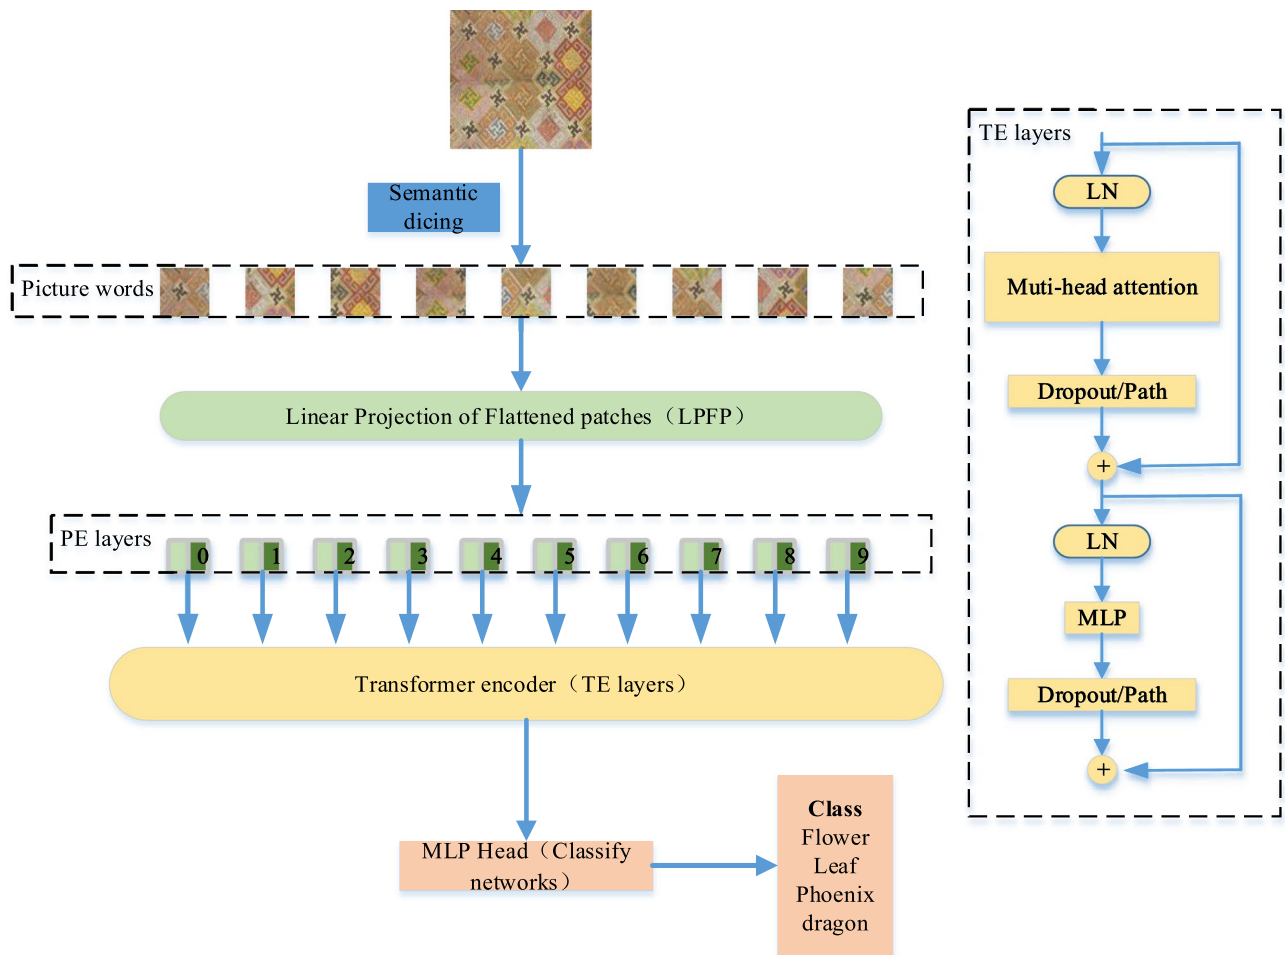 Semantic
dicing
Picture words
Linear Projection of Flattened patches（LPFP）
PE layers
0 1 2 3 4 5 6 7 8 9
Transformer encoder（TE layers）
MLP Head（Classify
networks）
Class
Flower
Leaf
Phoenix
dragon
TE layers
LN
Muti-head attention
Dropout/Path
+
LN
MLP
Dropout/Path
+